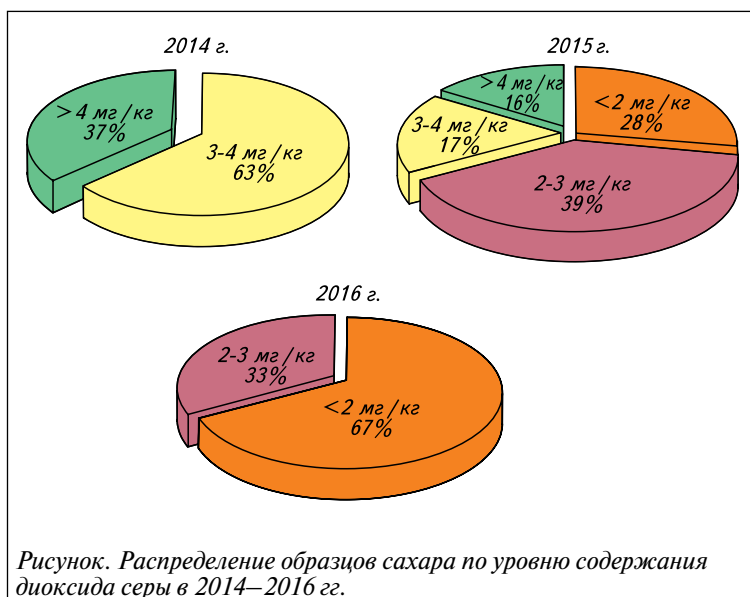 2014 г.
> 4 мг/кг
37%
3-4 мг/кг
63%
2015 г.
> 4 мг/кг
16%
<2 мг/кг
28%
3-4 мг/кг
17%
2-3 мг/кг
39%
2016 г.
2-3 мг/кг
33%
<2 мг/кг
67%
Рисунок. Распределение образцов сахара по уровню содержания
диоксида серы в 2014–2016 гг.